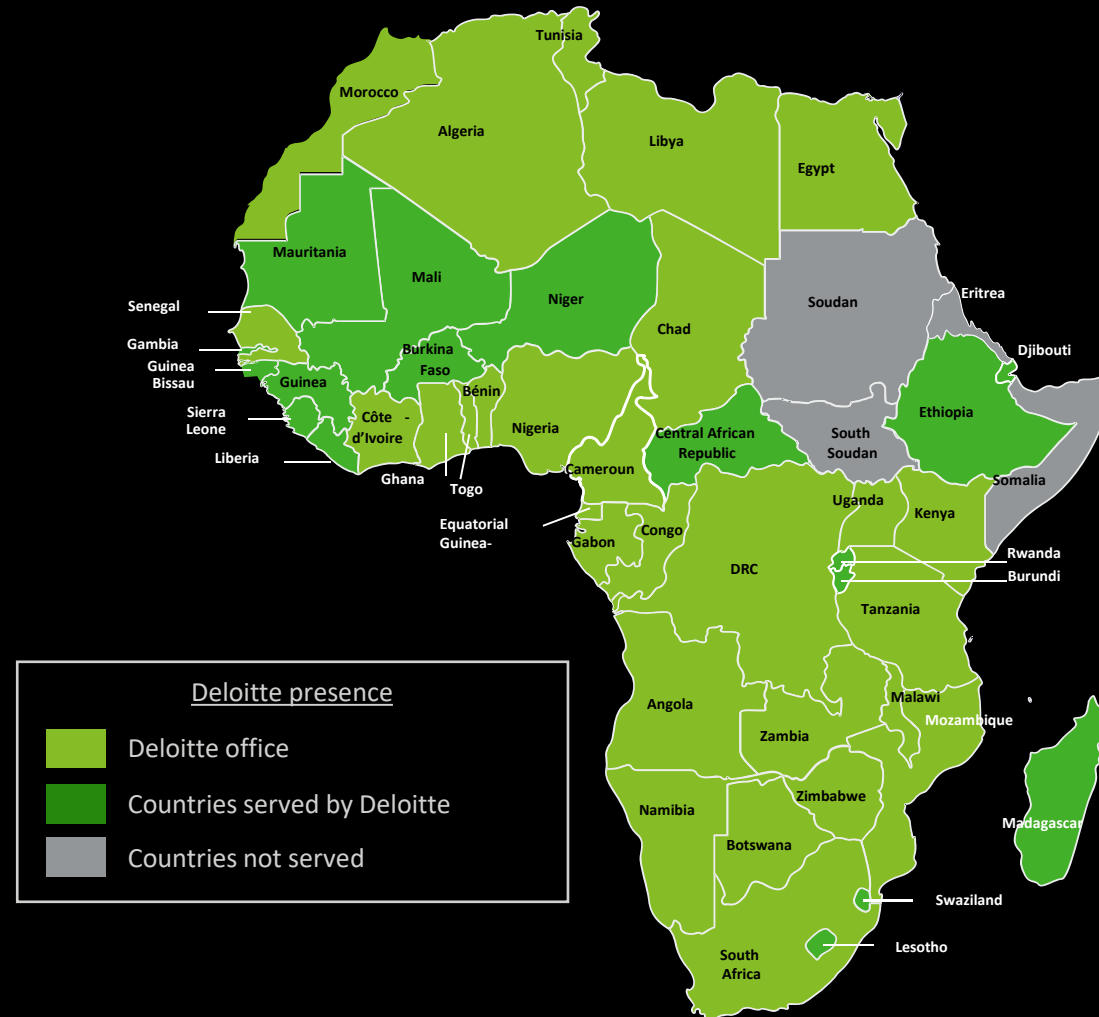 Tunisia
Morocco
Algeria
Libya
Egypt
Mauritania
Mali
Niger
Chad
Soudan
Eritrea
Senegal
Gambia
Guinea
Bissau
Guinea
Burkina
Faso
Bénin
Djibouti
Sierra
Leone
Côte -
d'Ivoire
Nigeria
Ethiopia
Central African
Republic
South
Soudan
Liberia
Ghana
Togo
Cameroun
Somalia
Uganda
Kenya
Equatorial
Guinea-
Gabon
Congo
DRC
Rwanda
Burundi
Tanzania
Angola
Malawi
Mozambique
Zambia
Zimbabwe
Namibia
Botswana
Madagascar
Swaziland
Lesotho
South
Africa
Deloitte presence
Deloitte office
Countries served by Deloitte
Countries not served